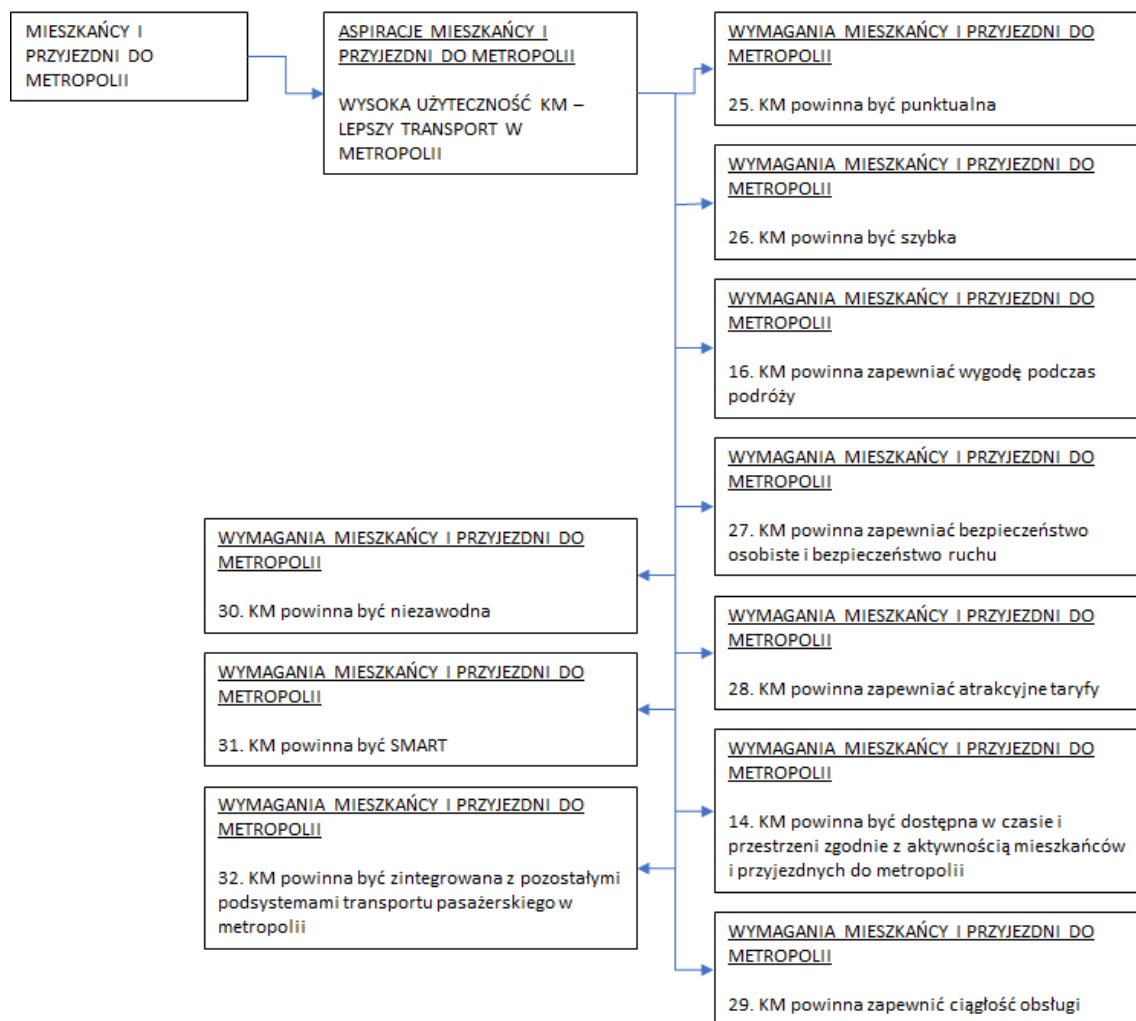 MIESZKAŃCY I
PRZYJEZDNI DO
METROPOLII
ASPIRACJE MIESZKAŃCY I
PRZYJEZDNI DO METROPOLII
WYSOKA UŻYTECZNOŚĆ KM –
LEPSZY TRANSPORT W
METROPOLII
WYMAGANIA MIESZKAŃCY I PRZYJEZDNI DO
METROPOLII
25. KM powinna być punktualna
WYMAGANIA MIESZKAŃCY I PRZYJEZDNI DO
METROPOLII
26. KM powinna być szybka
WYMAGANIA MIESZKAŃCY I PRZYJEZDNI DO
METROPOLII
16. KM powinna zapewniać wygodę podczas
podróży
WYMAGANIA MIESZKAŃCY I PRZYJEZDNI DO
METROPOLII
27. KM powinna zapewniać bezpieczeństwo
osobiste i bezpieczeństwo ruchu
WYMAGANIA MIESZKAŃCY I PRZYJEZDNI DO
METROPOLII
28. KM powinna zapewniać atrakcyjne taryfy
WYMAGANIA MIESZKAŃCY I PRZYJEZDNI DO
METROPOLII
14. KM powinna być dostępna w czasie i
przestrzeni zgodnie z aktywnością mieszkańców
i przyjezdnych do metropolii
WYMAGANIA MIESZKAŃCY I PRZYJEZDNI DO
METROPOLII
29. KM powinna zapewnić ciągłość obsługi
WYMAGANIA MIESZKAŃCY I PRZYJEZDNI DO
METROPOLII
30. KM powinna być niezawodna
WYMAGANIA MIESZKAŃCY I PRZYJEZDNI DO
METROPOLII
31. KM powinna być SMART
WYMAGANIA MIESZKAŃCY I PRZYJEZDNI DO
METROPOLII
32. KM powinna być zintegrowana z pozostałymi
podsystemami transportu pasażerskiego w
metropolii